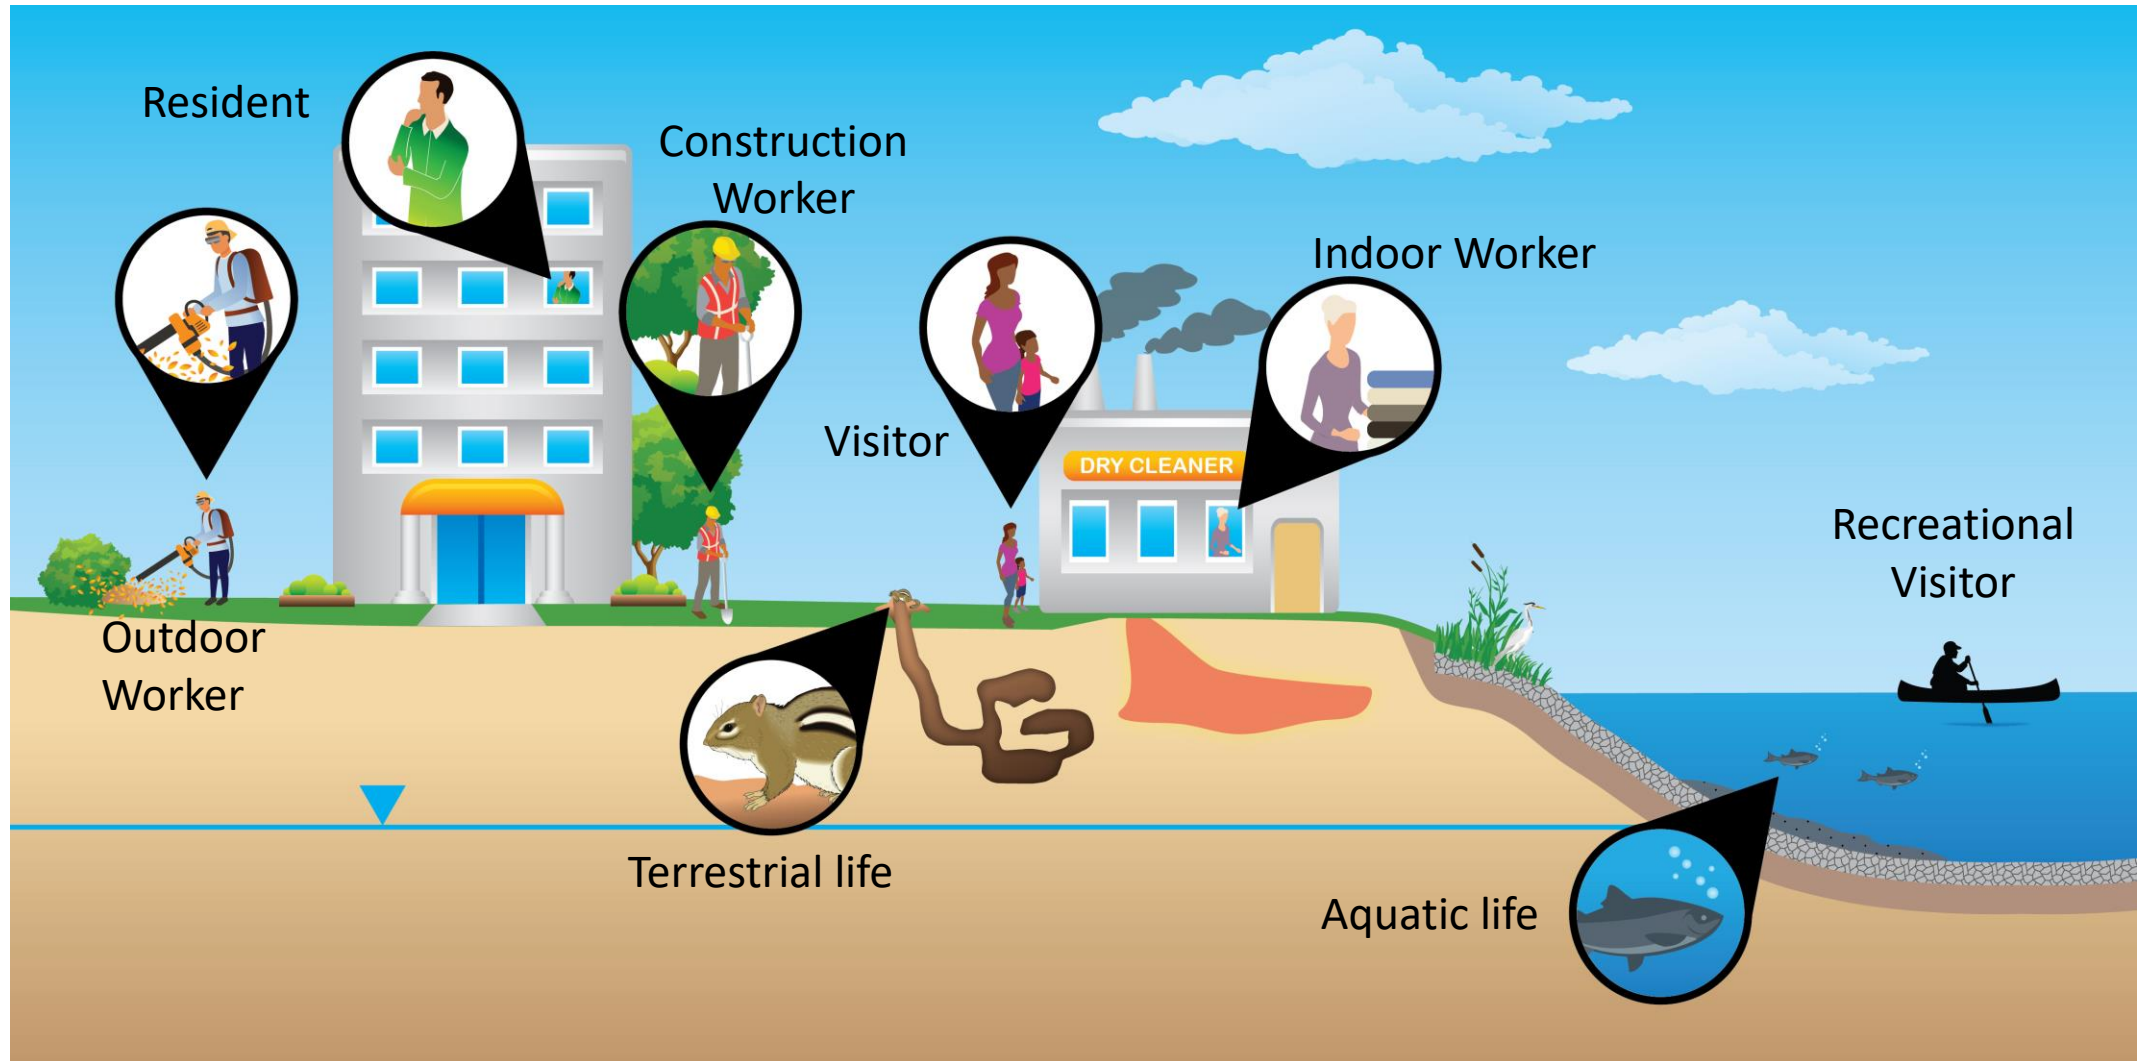 Resident
Construction
Worker
Indoor Worker
Visitor
DRY CLEANER
Recreational
Visitor
Outdoor
Worker
Terrestrial life
Aquatic life